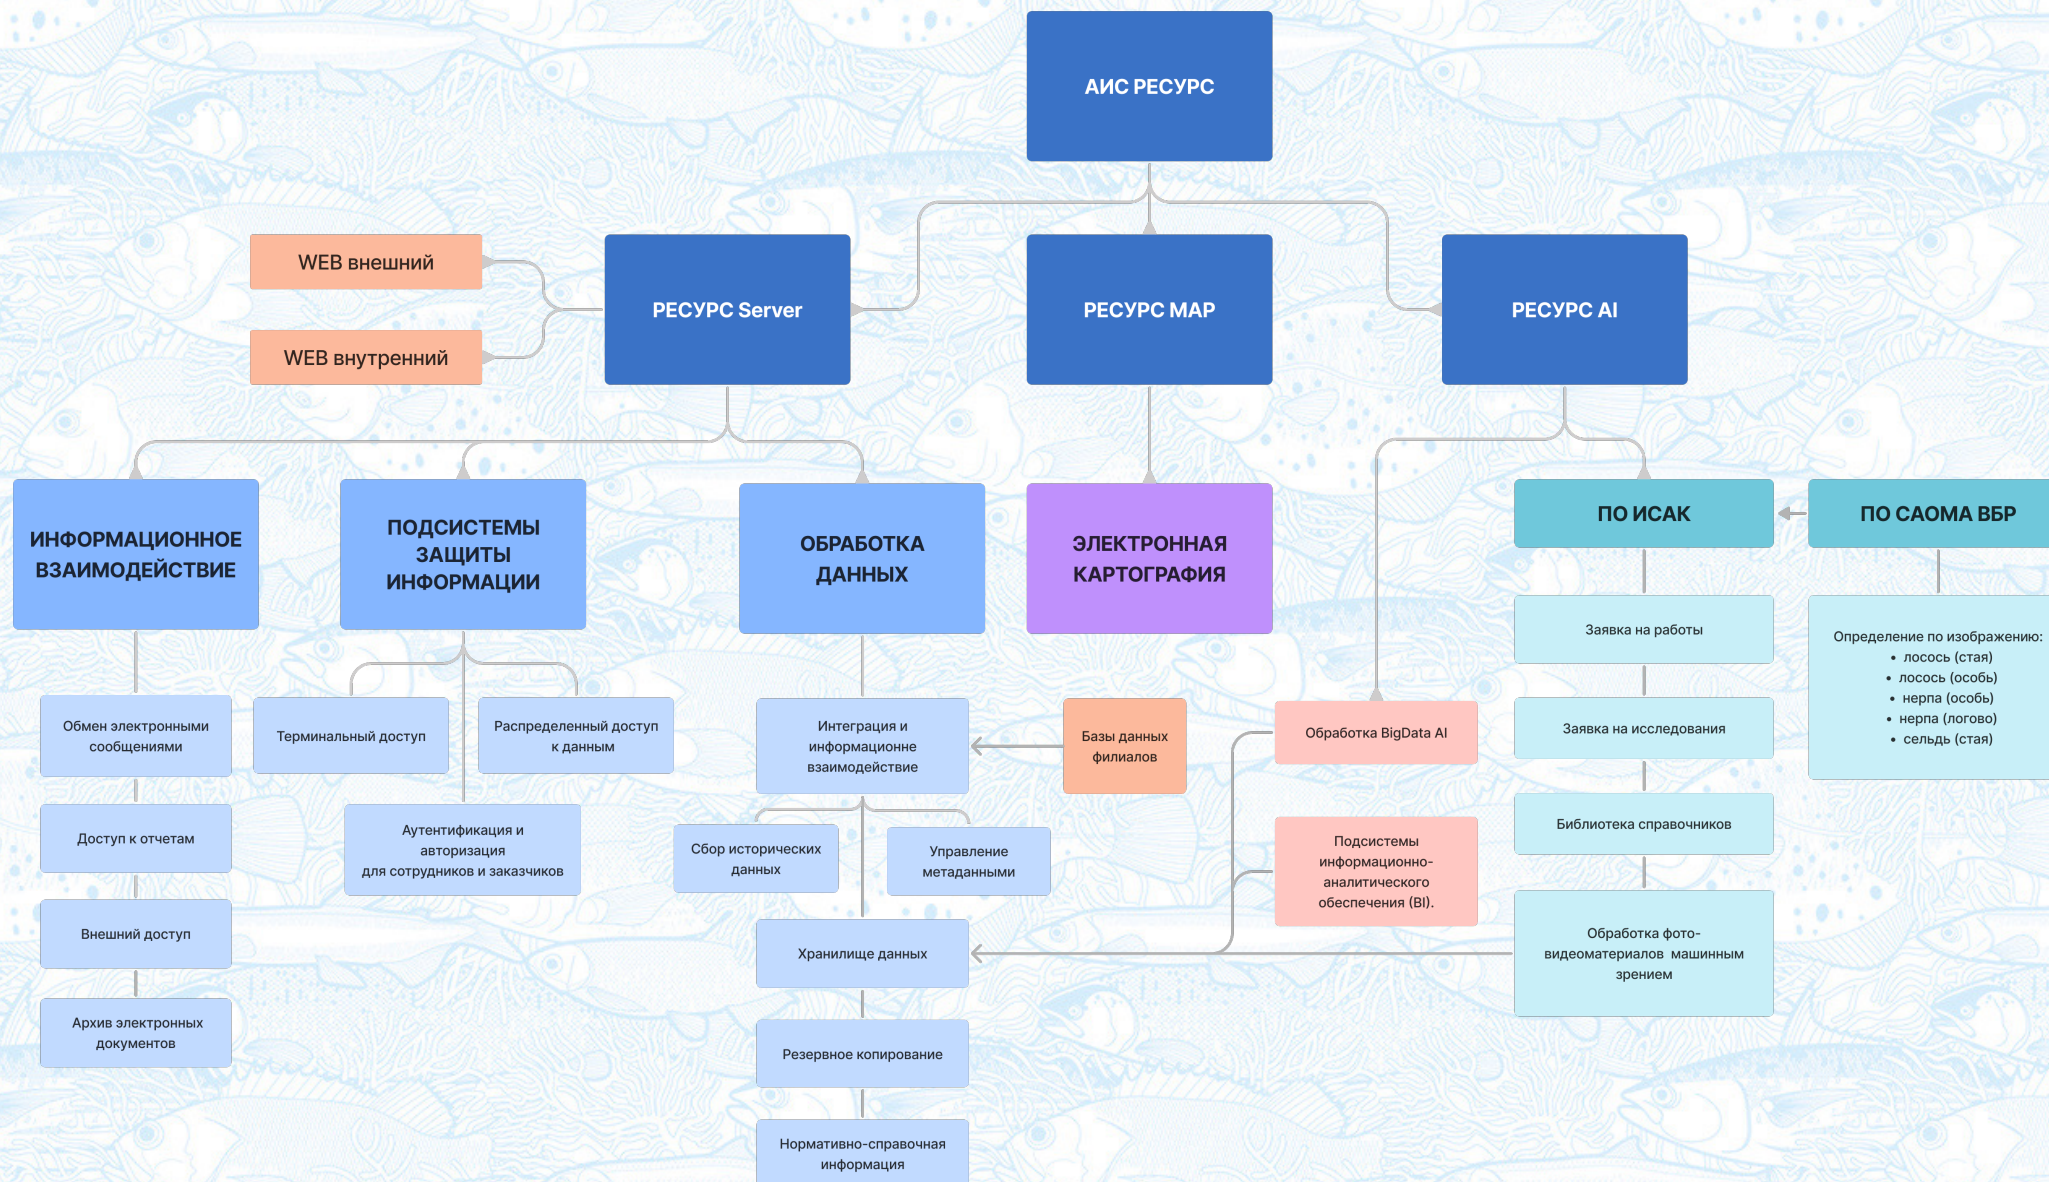 АИС РЕСУРС
WEB внешний
WEB внутренний
РЕСУРС Server
РЕСУРС MAP
РЕСУРС AI
ИНФОРМАЦИОННОЕ
ВЗАИМОДЕЙСТВИЕ
ПОДСИСТЕМЫ
ЗАЩИТЫ
ИНФОРМАЦИИ
ОБРАБОТКА
ДАННЫХ
ЭЛЕКТРОННАЯ
КАРТОГРАФИЯ
ПО ИСАК
ПО САОМА ВБР
Обмен электронными
сообщениями
Доступ к отчетам
Внешний доступ
Архив электронных
документов
Терминальный доступ
Распределенный доступ
к данным
Аутентификация и
авторизация
для сотрудников и заказчиков
Интеграция и
информационне
взаимодействие
Базы данных
филиалов
Сбор исторических
данных
Управление
метаданными
Хранилище данных
Резервное копирование
Нормативно-справочная
информация
Обработка BigData AI
Подсистемы
информационно-
аналитического
обеспечения (BI).
Заявка на работы
Заявка на исследования
Библиотека справочников
Обработка фото-
видеоматериалов машинным
зрением
Определение по изображению:
• лосось (стая)
• лосось (особь)
• нерпа (особь)
• нерпа (логово)
• сельдь (стая)